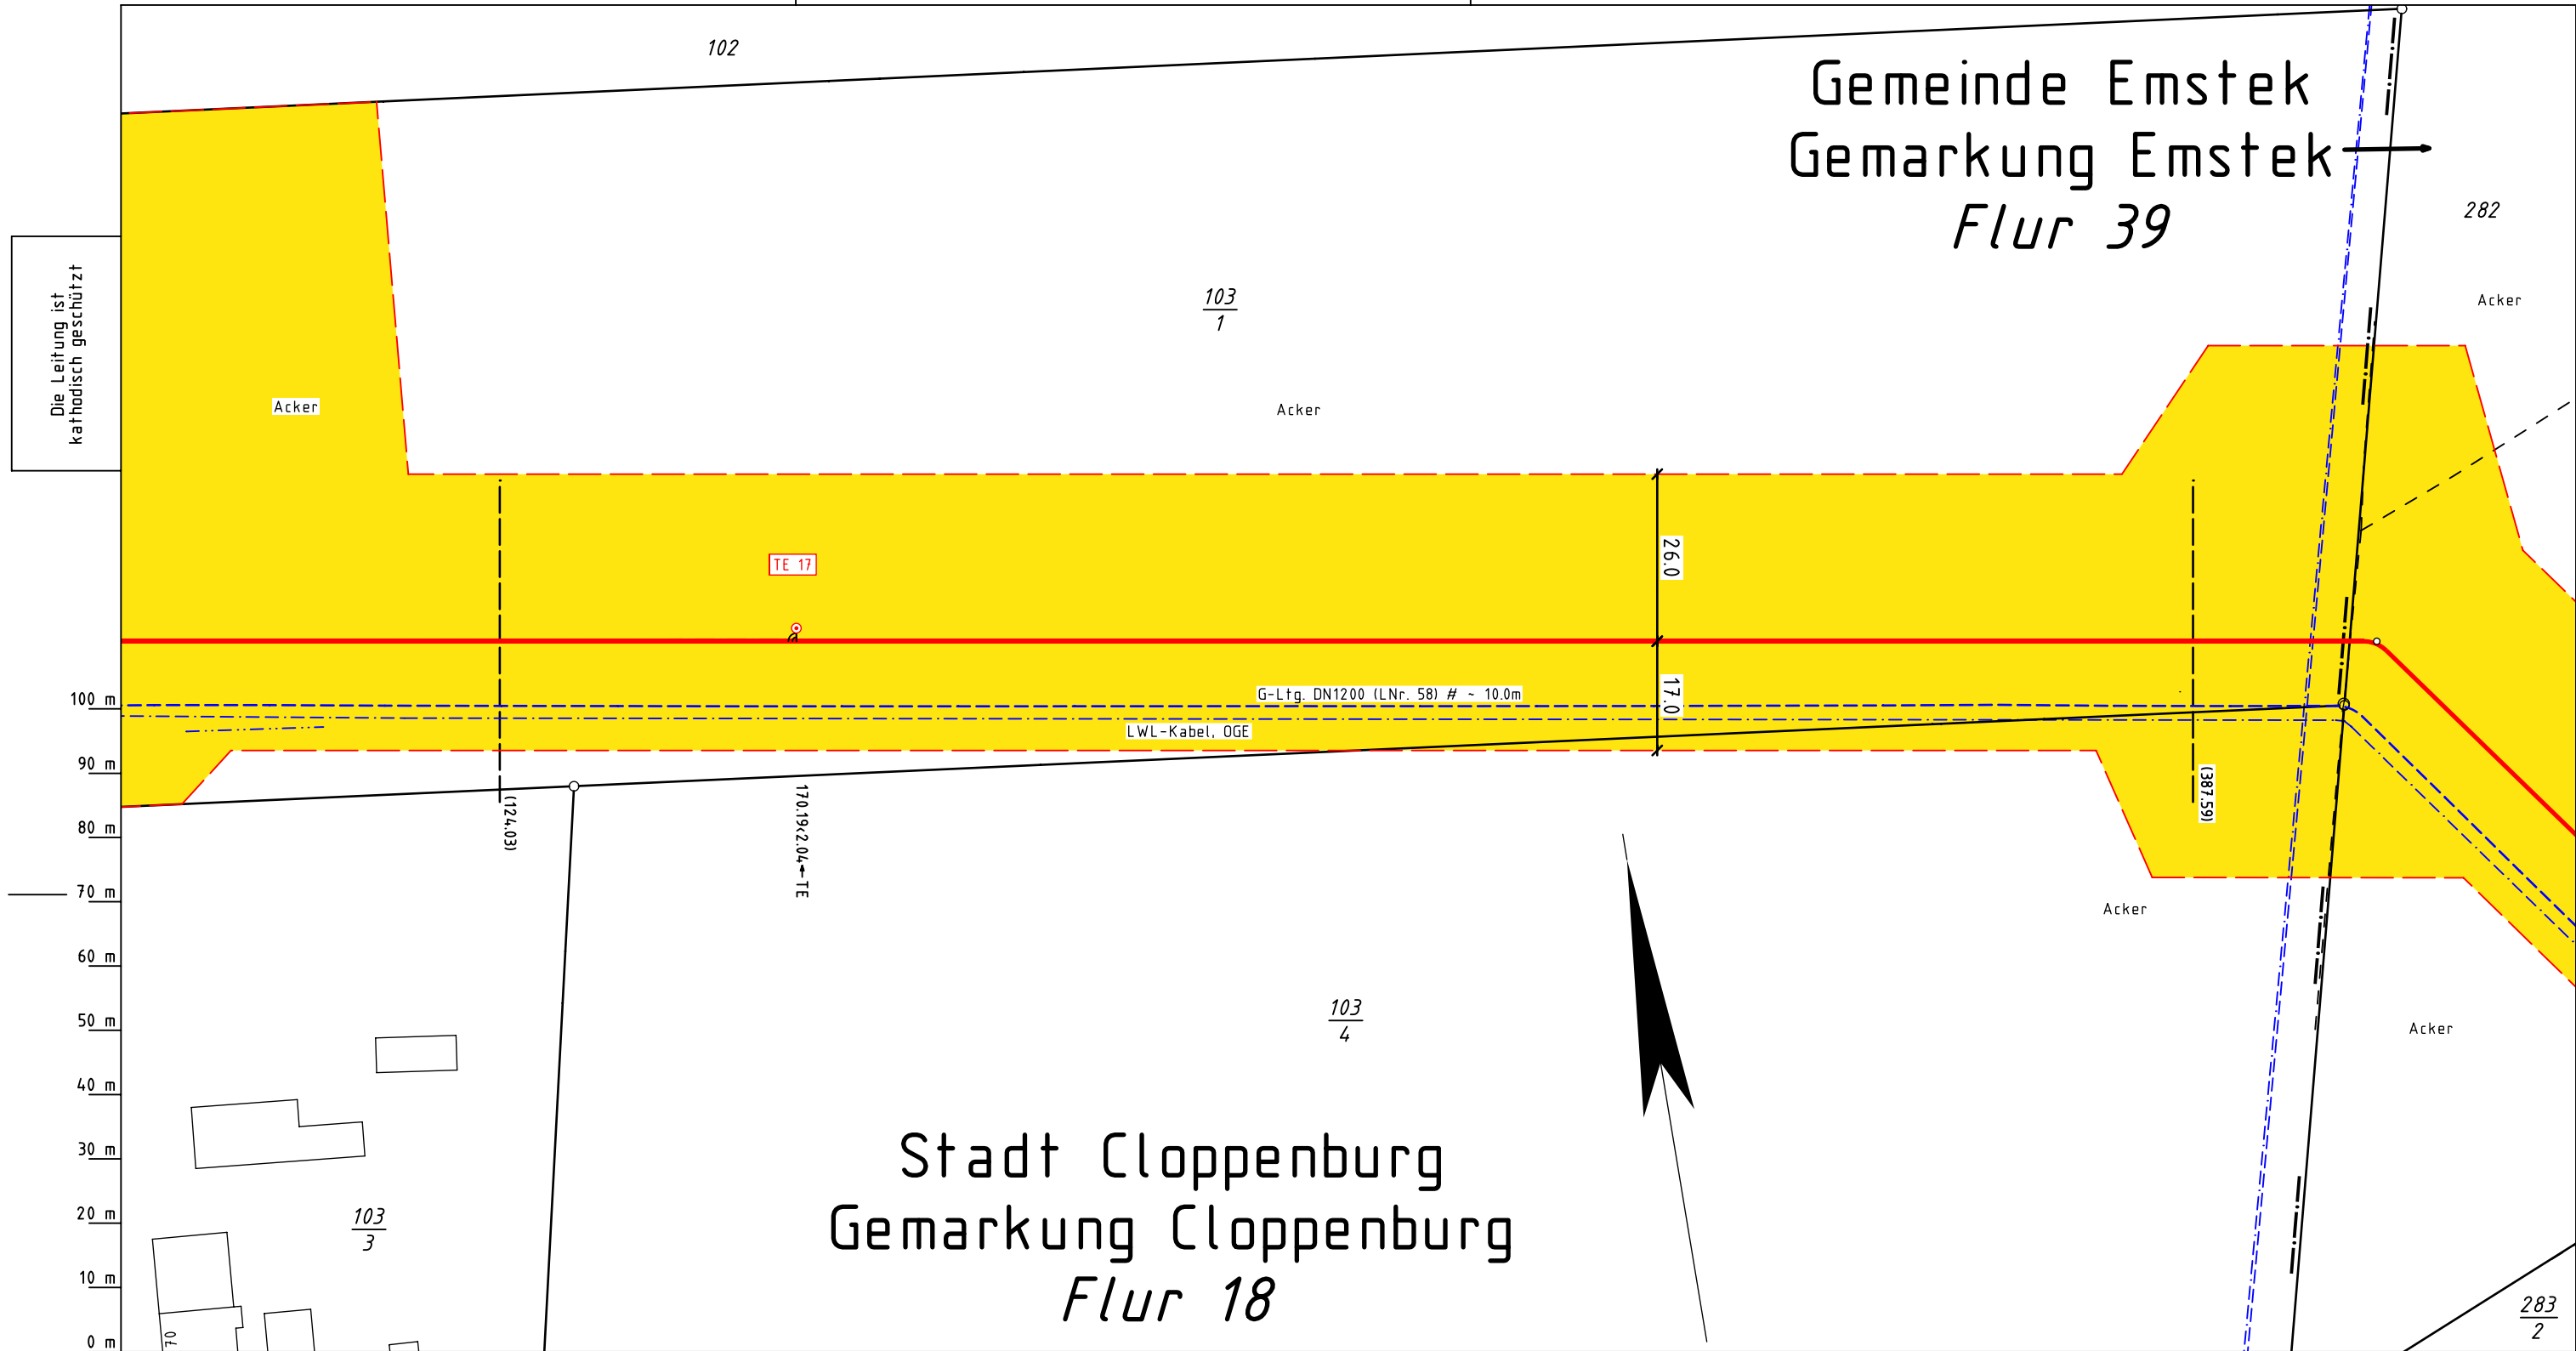 102
Gemeinde Emstek
Gemarkung Emstek
Flur 39
282
Die Leitung ist
kathodisch geschützt
103
1
Acker
Acker
Acker
26.0
TE 17
17.0
G-Ltg. DN1200 (LNr. 58) # ~ 10.0m
LWL-Kabel, OGE
100 m
90 m
80 m
70 m
60 m
50 m
40 m
30 m
20 m
10 m
0 m
(124.03)
170.19<2.04 TE
(387.59)
Acker
Acker
103
4
Stadt Cloppenburg
Gemarkung Cloppenburg
Flur 18
103
3
70
283
2